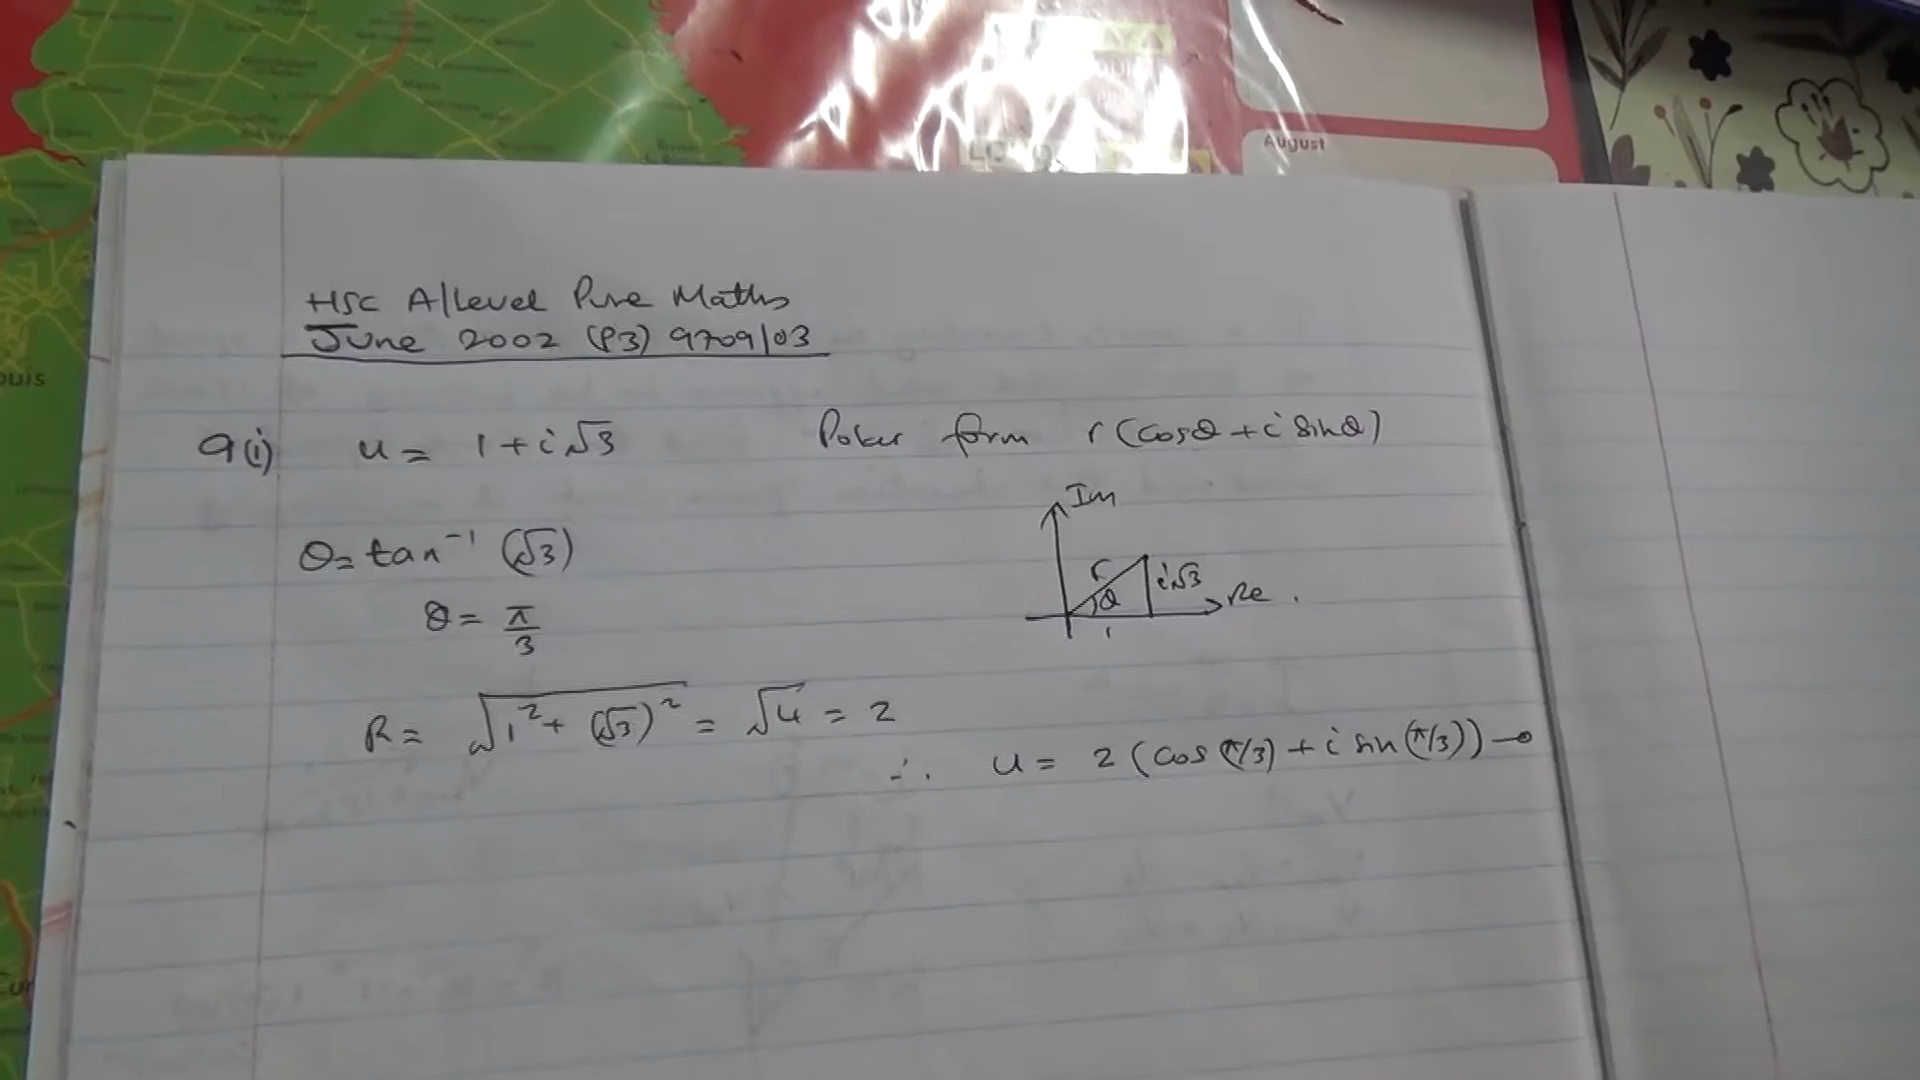 August
HSC A/Level Pure Maths
June 2002 (P3) 9709/03
9(i) u = 1 + i√3 Polar form r(cosθ + i sinθ)
Im
θ = tan⁻¹ (√3)
r i√3
θ Re
θ = π/3
1
R = √(1² + (√3)²) = √4 = 2
∴ u = 2 (cos(π/3) + i sin(π/3))
ouis